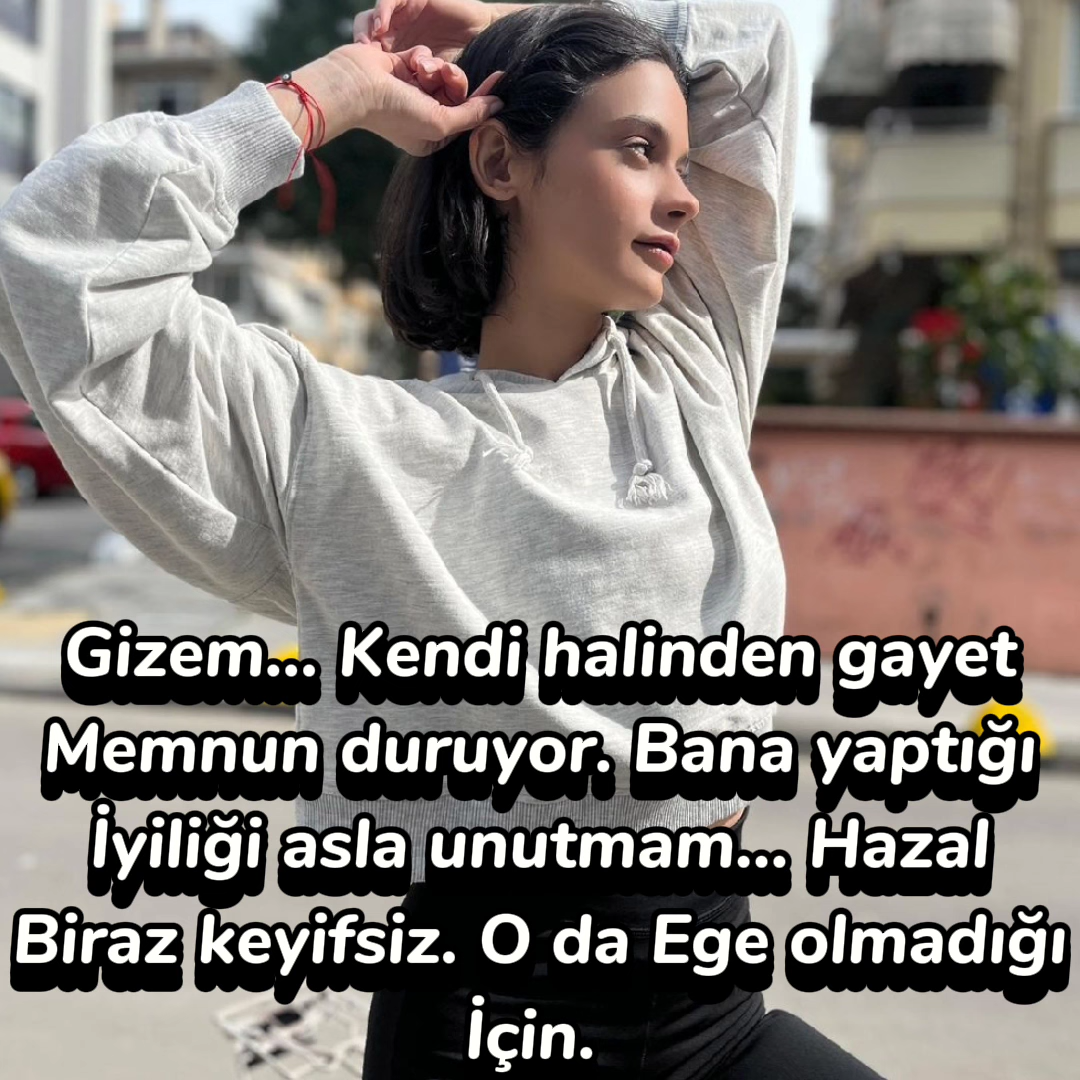 Gizem... Kendi halinden gayet
Memnun duruyor. Bana yaptığı
İyiliği asla unutmam... Hazal
Biraz keyifsiz. O da Ege olmadığı
İçin.